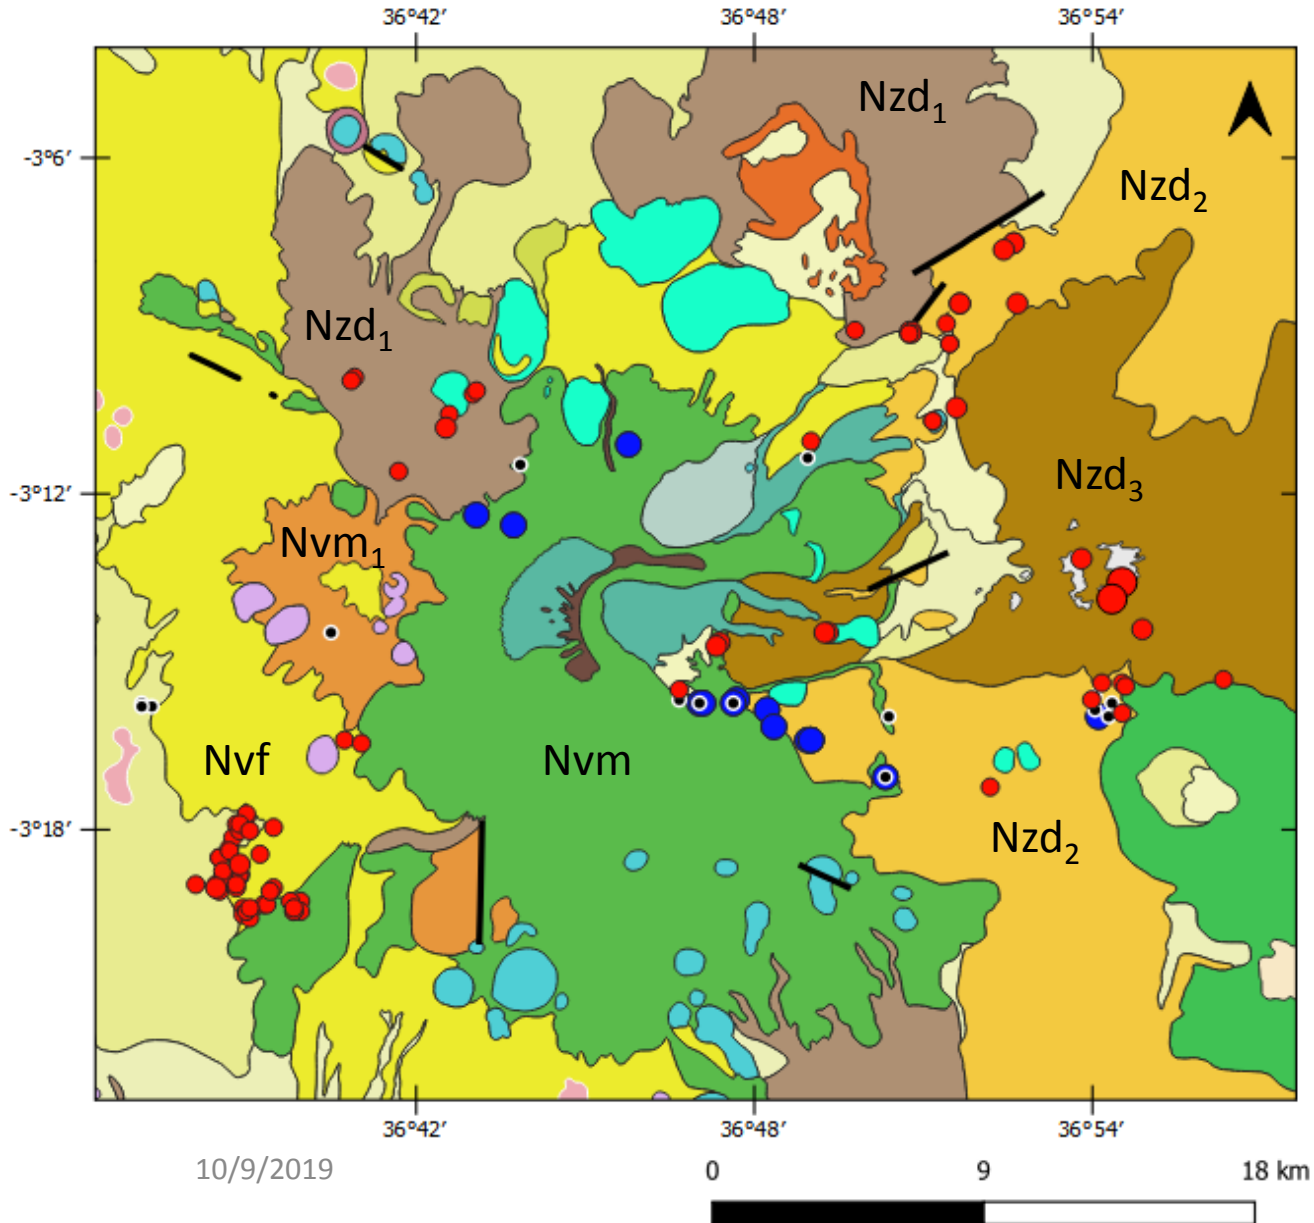 36°42′ 36°48′ 36°54′
Nzd₁
-3°6′
Nzd₂
Nzd₁
Nzd₃
-3°12′
Nvm₁
Nvf
Nvm
-3°18′
Nzd₂
36°42′ 36°48′ 36°54′
10/9/2019
0 9 18 km